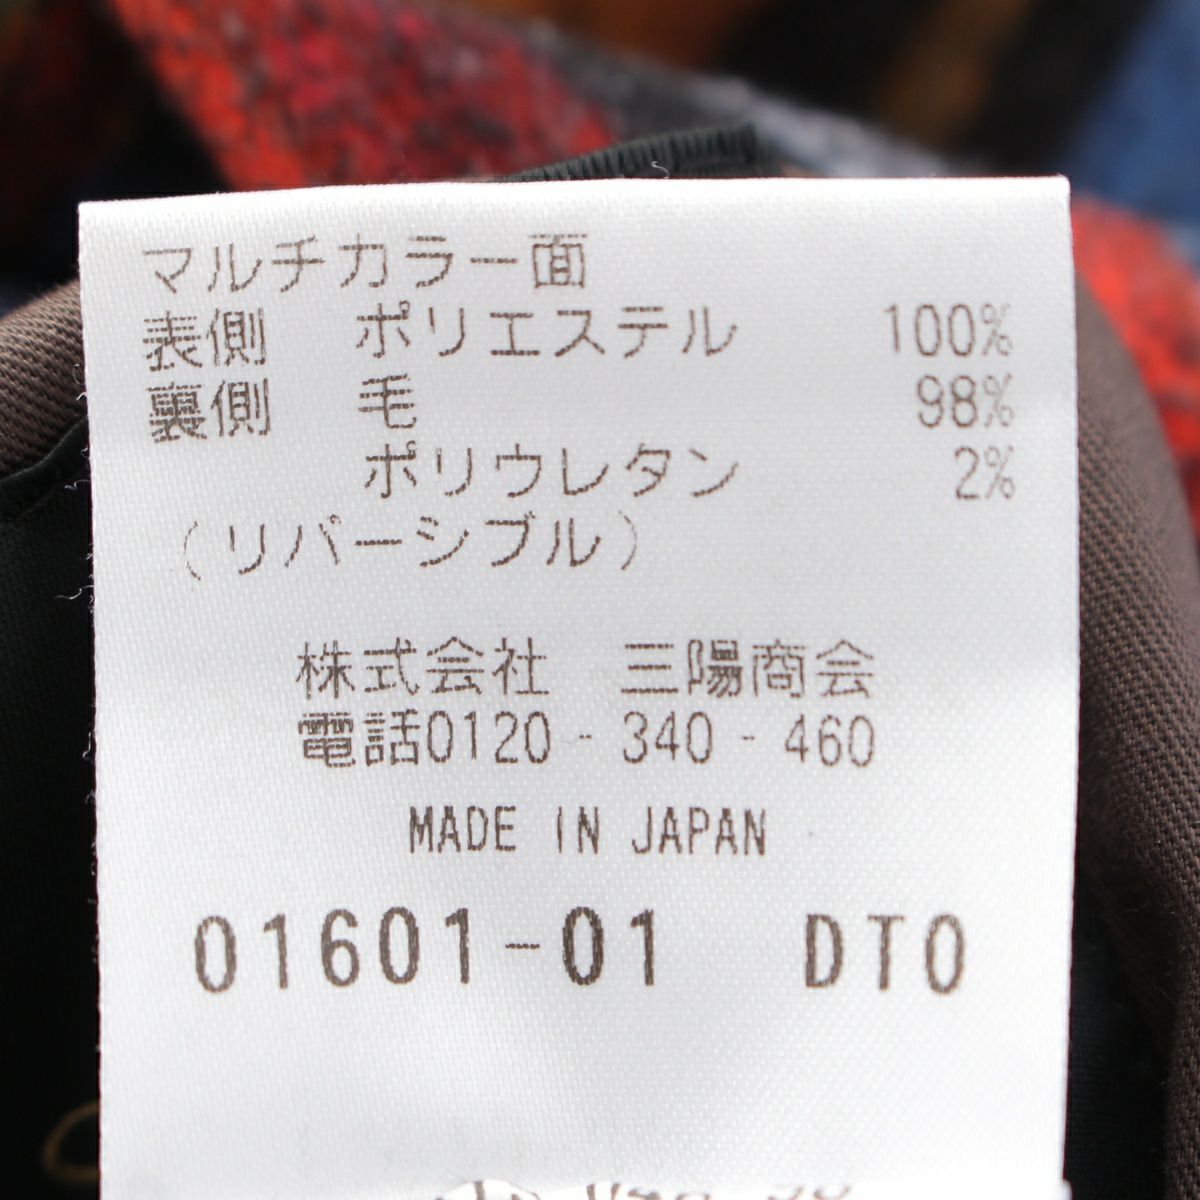 マルチカラー面
表側 ポリエステル 100%
裏側 毛 98%
ポリウレタン 2%
(リバーシブル)
株式会社 三陽商会
電話0120-340-460
MADE IN JAPAN
01601-01 DTO